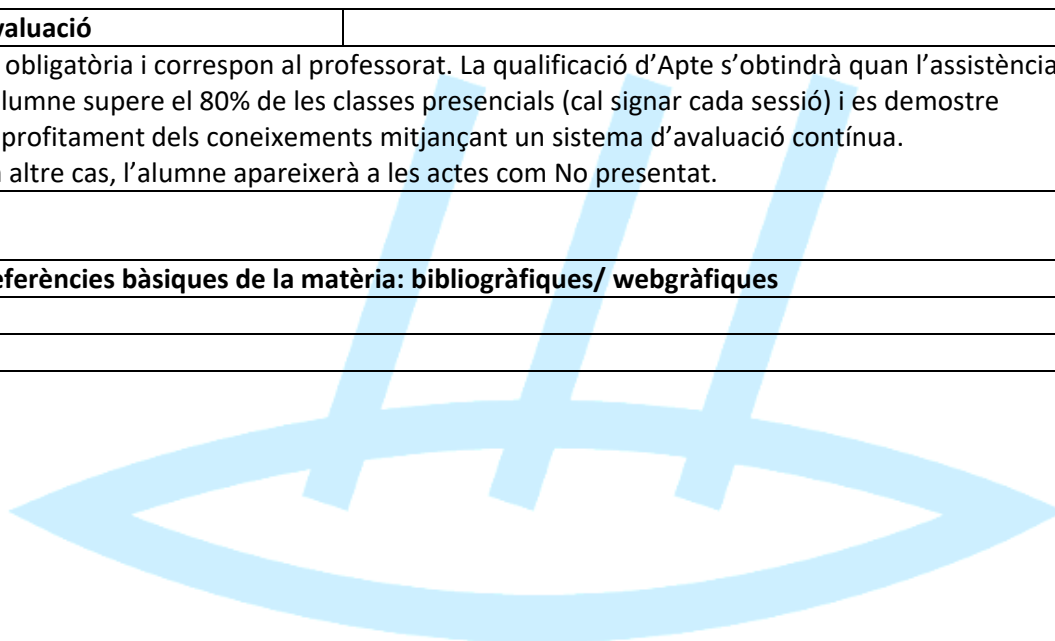 valuació
obligatòria i correspon al professorat. La qualificació d’Apte s’obtindrà quan l’assistència
lumne supere el 80% de les classes presencials (cal signar cada sessió) i es demostre
profitament dels coneixements mitjançant un sistema d’avaluació contínua.
altre cas, l’alumne apareixerà a les actes com No presentat.
eferències bàsiques de la matèria: bibliogràfiques/ webgràfiques